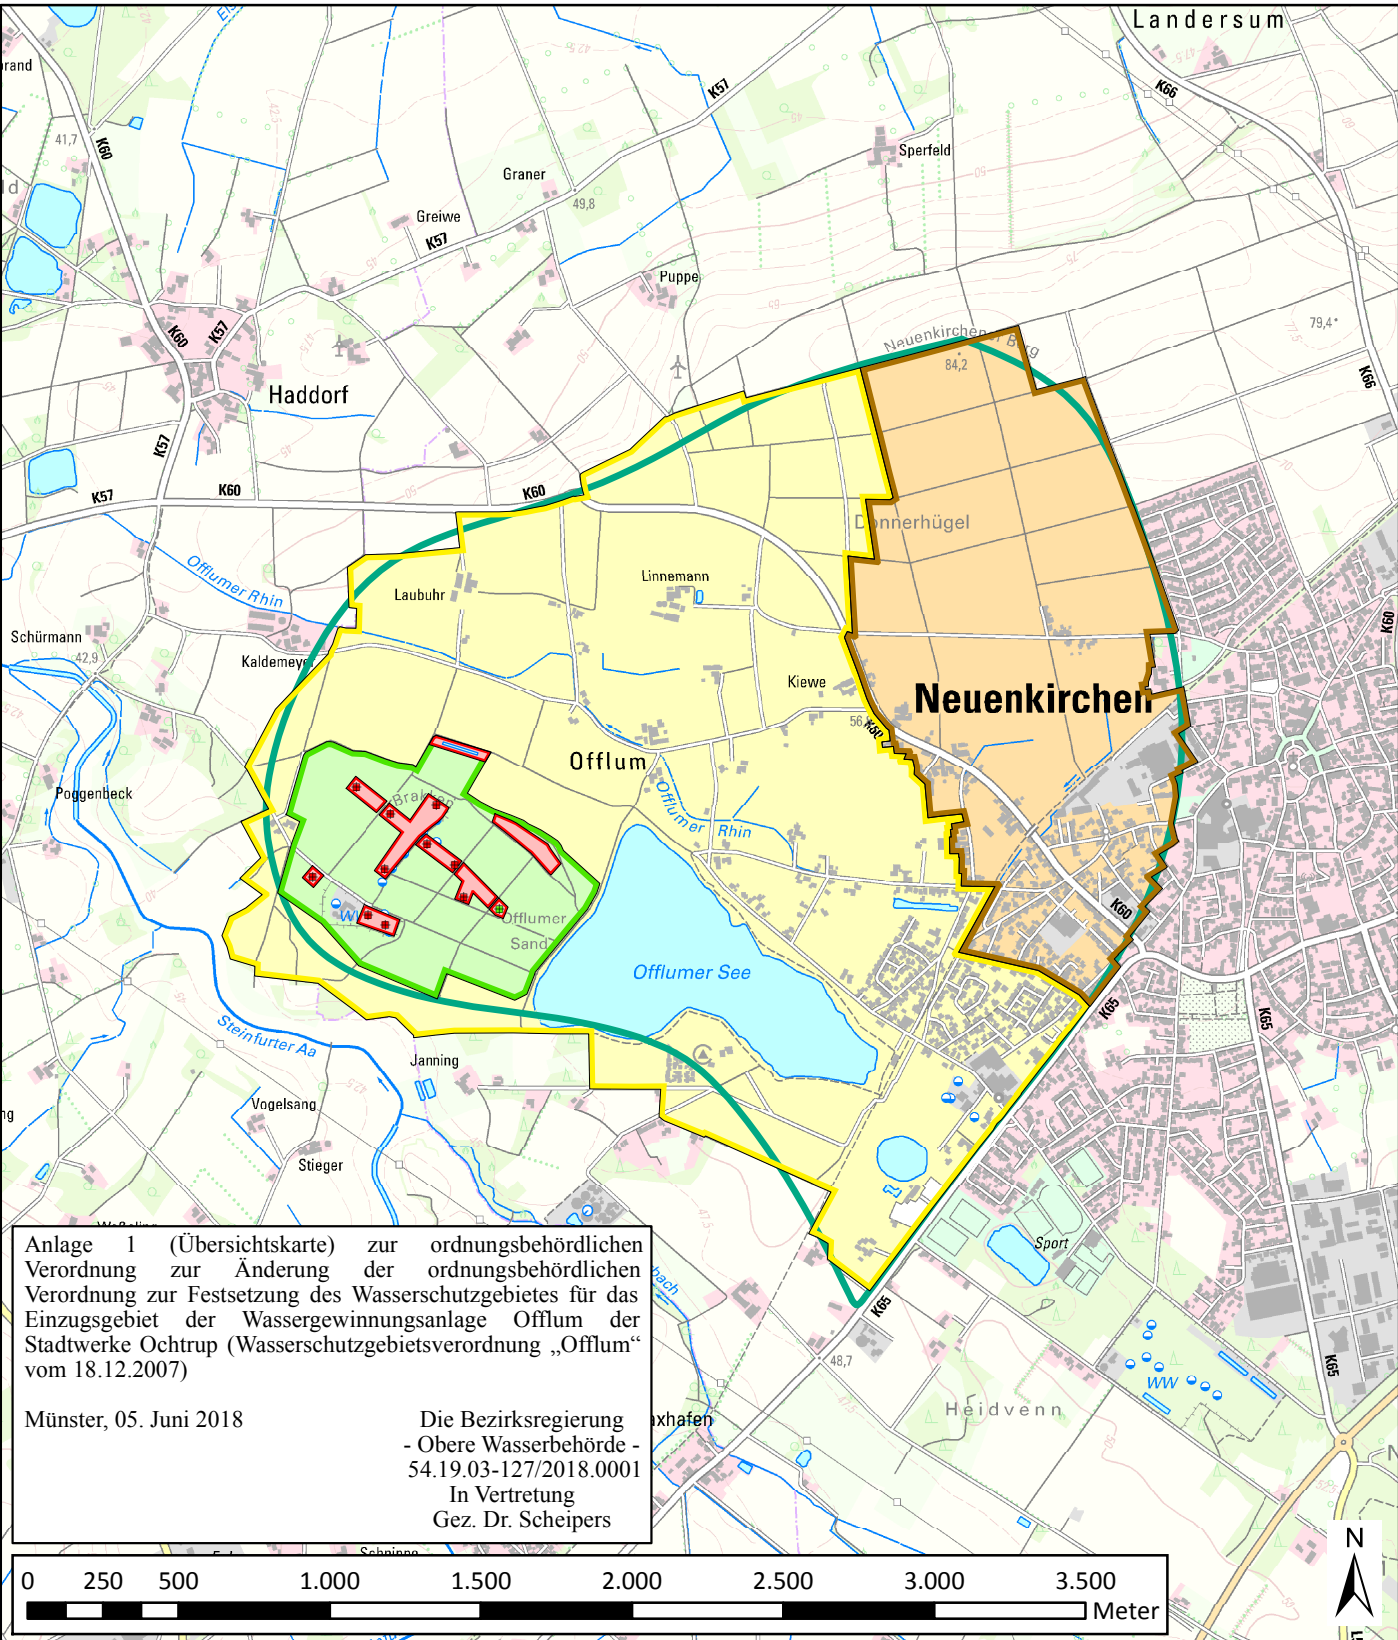 Landersum
K57
K66
K60
41,7
Sperfeld
Graner
49,8
Greiwe
K57
Puppe
79,4
Neuenkirchener Berg
84,2
K60
K57
K66
Haddorf
K57
K57
K60
K60
Donnerhügel
Offlumer Rhin
Laubuhr
Linnemann
K60
Schürmann
42,9
Kaldemeyer
Kiewe
Neuenkirchen
56
K60
Offlum
Poggenbeck
Brakken
Offlumer Rhin
WW
Offlumer
Sand
K60
Offlumer See
Steinfurter Aa
K65
K65
Janning
Vogelsang
Stieger
Sport
K65
48,7
WW
K65
Heidvenn
axhafen
Anlage 1 (Übersichtskarte) zur ordnungsbehördlichen
Verordnung zur Änderung der ordnungsbehördlichen
Verordnung zur Festsetzung des Wasserschutzgebietes für das
Einzugsgebiet der Wassergewinnungsanlage Offlum der
Stadtwerke Ochtrup (Wasserschutzgebietsverordnung „Offlum“
vom 18.12.2007)
Münster, 05. Juni 2018
Die Bezirksregierung
- Obere Wasserbehörde -
54.19.03-127/2018.0001
In Vertretung
Gez. Dr. Scheipers
N
0 250 500 1.000 1.500 2.000 2.500 3.000 3.500
Meter